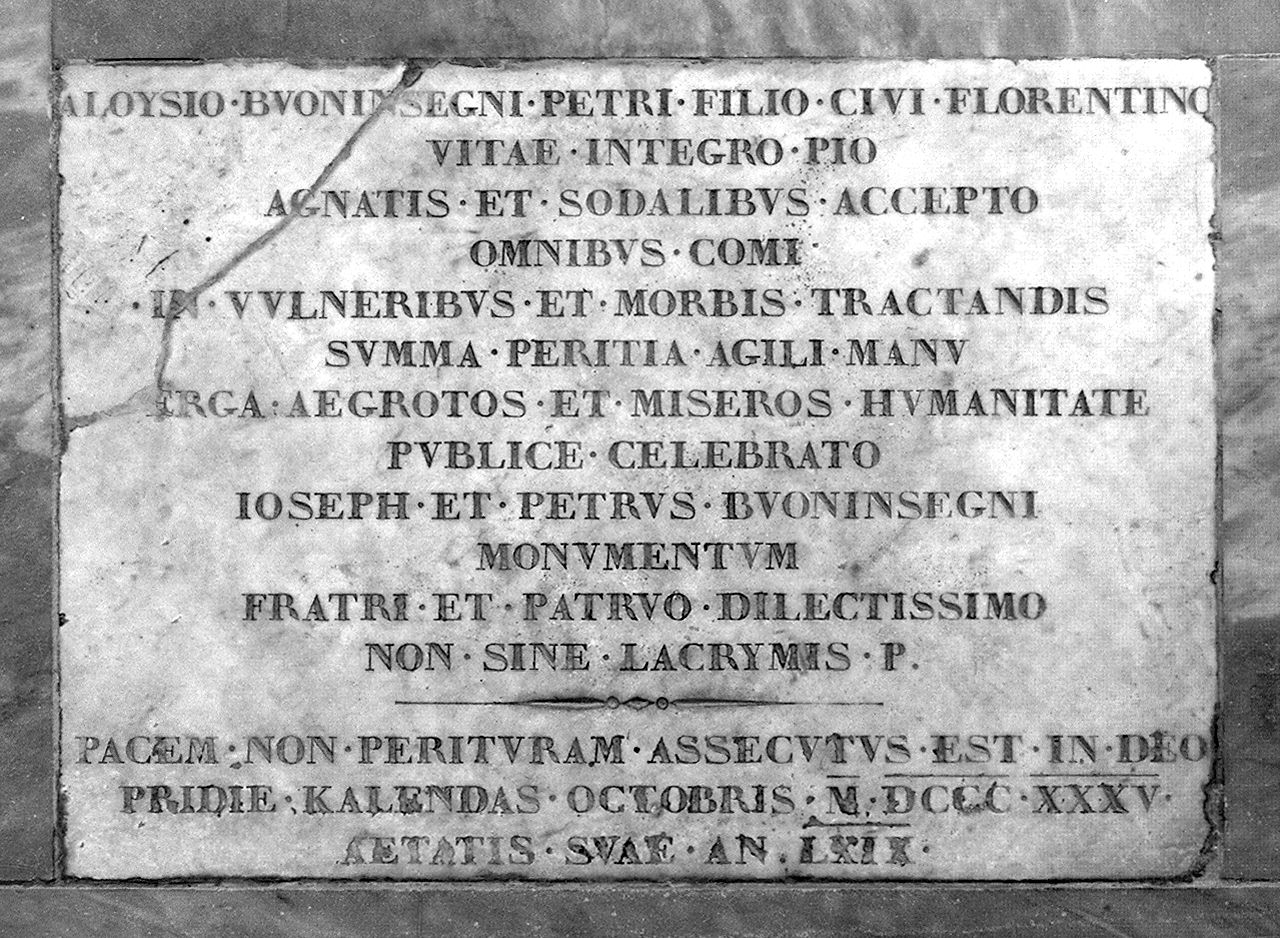 ALOYSIO·BVONINSEGNI·PETRI·FILIO·CIVI·FLORENTINO
VITAE·INTEGRO·PIO
AGNATIS·ET·SODALIBVS·ACCEPTO
OMNIBVS·COMI
·IN·VVLNERIBVS·ET·MORBIS·TRACTANDIS
SVMMA·PERITIA·AGILI·MANV
ERGA·AEGROTOS·ET·MISEROS·HVMANITATE
PVBLICE·CELEBRATO
IOSEPH·ET·PETRVS·BVONINSEGNI
MONVMENTVM
FRATRI·ET·PATRVO·DILECTISSIMO
NON·SINE·LACRYMIS·P.
PACEM·NON·PERITVRAM·ASSECVTVS·EST·IN·DEO
PRIDIE·KALENDAS·OCTOBRIS·M·DCCC·XXXV·
AETATIS·SVAE·AN.